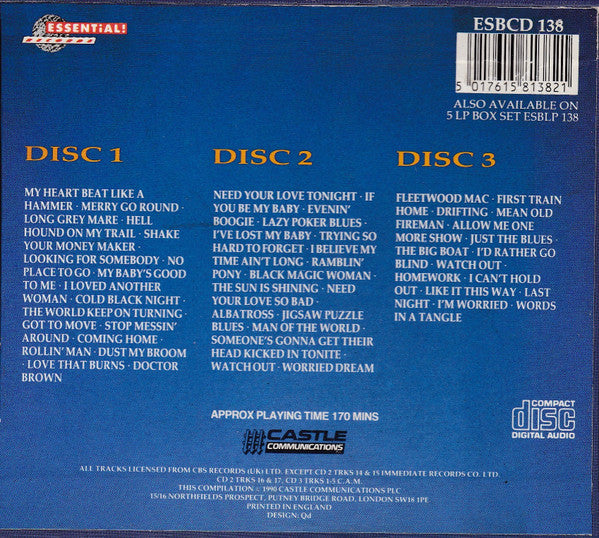 ESSENTiAL!
RECORDS
ESBCD 138
5 017615 813821
ALSO AVAILABLE ON
5 LP BOX SET ESBLP 138
DISC 1
MY HEART BEAT LIKE A
HAMMER · MERRY GO ROUND ·
LONG GREY MARE · HELL
HOUND ON MY TRAIL · SHAKE
YOUR MONEY MAKER ·
LOOKING FOR SOMEBODY · NO
PLACE TO GO · MY BABY'S GOOD
TO ME · I LOVED ANOTHER
WOMAN · COLD BLACK NIGHT ·
THE WORLD KEEP ON TURNING ·
GOT TO MOVE · STOP MESSIN'
AROUND · COMING HOME ·
ROLLIN' MAN · DUST MY BROOM
· LOVE THAT BURNS · DOCTOR
BROWN
DISC 2
NEED YOUR LOVE TONIGHT · IF
YOU BE MY BABY · EVENIN'
BOOGIE · LAZY POKER BLUES ·
I'VE LOST MY BABY · TRYING SO
HARD TO FORGET · I BELIEVE MY
TIME AIN'T LONG · RAMBLIN'
PONY · BLACK MAGIC WOMAN ·
THE SUN IS SHINING · NEED
YOUR LOVE SO BAD ·
ALBATROSS · JIGSAW PUZZLE
BLUES · MAN OF THE WORLD ·
SOMEONE'S GONNA GET THEIR
HEAD KICKED IN TONITE ·
WATCH OUT · WORRIED DREAM
DISC 3
FLEETWOOD MAC · FIRST TRAIN
HOME · DRIFTING · MEAN OLD
FIREMAN · ALLOW ME ONE
MORE SHOW · JUST THE BLUES ·
THE BIG BOAT · I'D RATHER GO
BLIND · WATCH OUT ·
HOMEWORK · I CAN'T HOLD
OUT · LIKE IT THIS WAY · LAST
NIGHT · I'M WORRIED · WORDS
IN A TANGLE
APPROX PLAYING TIME 170 MINS
CASTLE
COMMUNICATIONS
COMPACT
disc
DIGITAL AUDIO
ALL TRACKS LICENSED FROM CBS RECORDS (UK) LTD. EXCEPT CD 2 TRKS 14 & 15 IMMEDIATE RECORDS CO. LTD.
CD 2 TRKS 16 & 17, CD 3 TRKS 1-5 C.A.M.
THIS COMPILATION © 1990 CASTLE COMMUNICATIONS PLC
15/16 NORTHFIELDS PROSPECT, PUTNEY BRIDGE ROAD, LONDON SW18 1PE
PRINTED IN ENGLAND
DESIGN: Qd